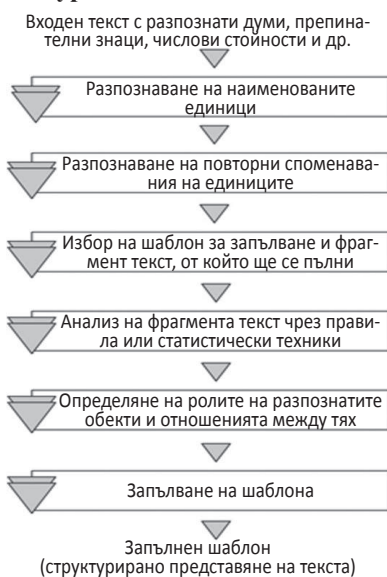 Входен текст с разпознати думи, препина-
телни знаци, числови стойности и др.
Разпознаване на наименованите
единици
Разпознаване на повторни споменава-
ния на единиците
Избор на шаблон за запълване и фраг-
мент текст, от който ще се пълни
Анализ на фрагмента текст чрез прави-
ла или статистически техники
Определяне на ролите на разпознатите
обекти и отношенията между тях
Запълване на шаблона
Запълнен шаблон
(структурирано представяне на текста)